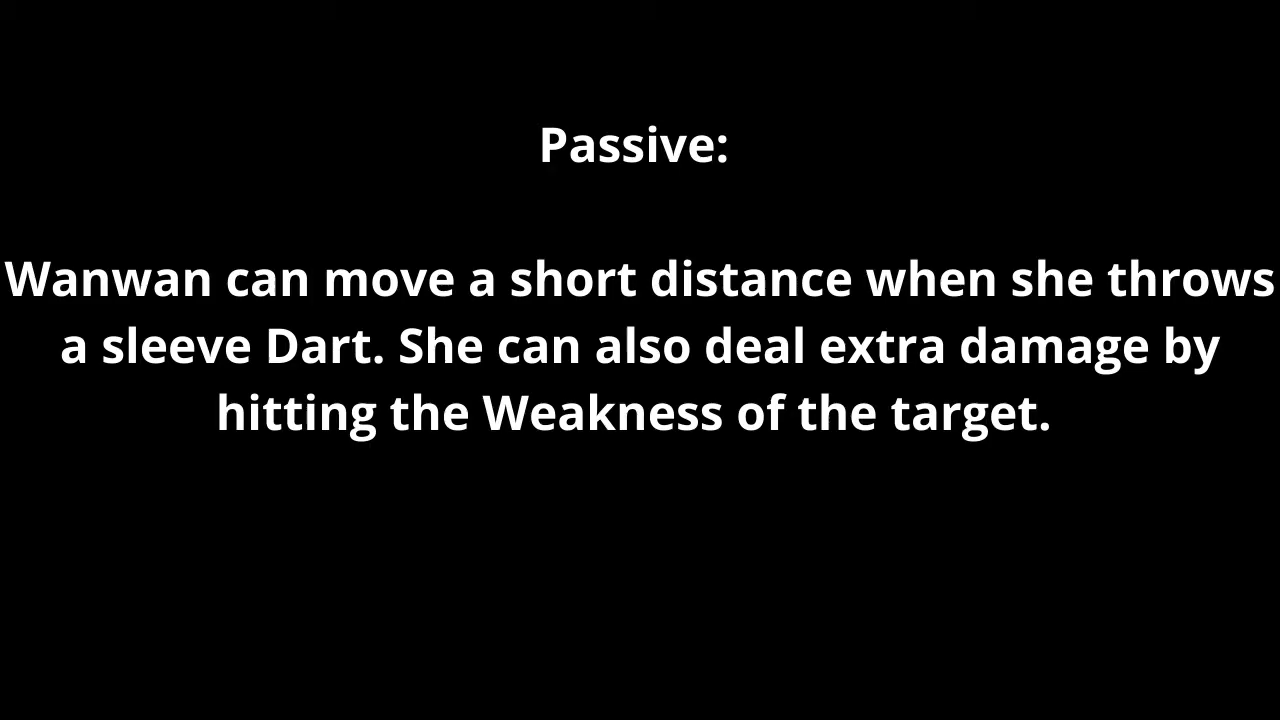 Passive:
Wanwan can move a short distance when she throws
a sleeve Dart. She can also deal extra damage by
hitting the Weakness of the target.